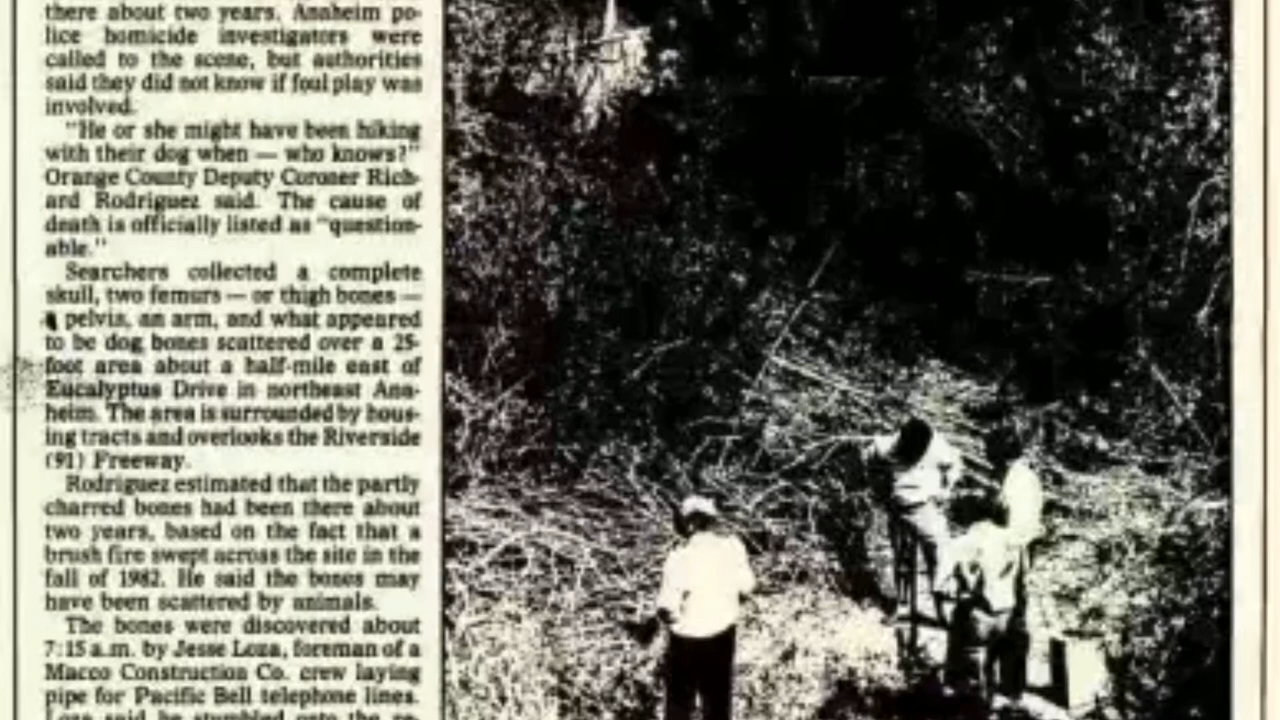 there about two years. Anaheim po-
lice homicide investigators were
called to the scene, but authorities
said they did not know if foul play was
involved.
"He or she might have been hiking
with their dog when — who knows?"
Orange County Deputy Coroner Rich-
ard Rodriguez said. The cause of
death is officially listed as "question-
able."
Searchers collected a complete
skull, two femurs — or thigh bones —
a pelvis, an arm, and what appeared
to be dog bones scattered over a 25-
foot area about a half-mile east of
Eucalyptus Drive in northeast Ana-
heim. The area is surrounded by hous-
ing tracts and overlooks the Riverside
(91) Freeway.
Rodriguez estimated that the partly
charred bones had been there about
two years, based on the fact that a
brush fire swept across the site in the
fall of 1982. He said the bones may
have been scattered by animals.
The bones were discovered about
7:15 a.m. by Jesse Loza, foreman of a
Macco Construction Co. crew laying
pipe for Pacific Bell telephone lines.
Loza said he stumbled onto the re-